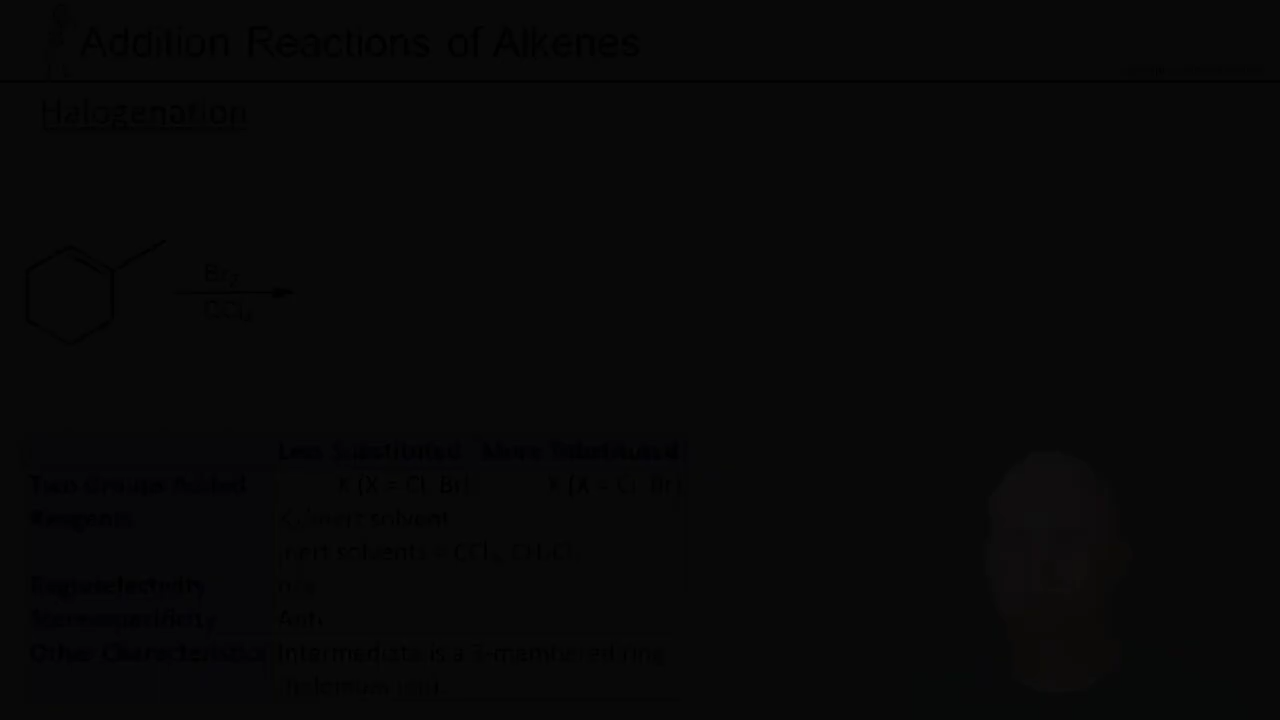 Addition Reactions of Alkenes
Halogenation
Br2
CCl4
Less Substituted More Substituted
Two Groups Added X (X = Cl, Br) X (X = Cl, Br)
Reagents X2/inert solvent
inert solvents = CCl4, CH2Cl2
Regioselectivity n/a
Stereospecificity Anti
Other Characteristics Intermediate is a 3-membered ring
(halonium ion)